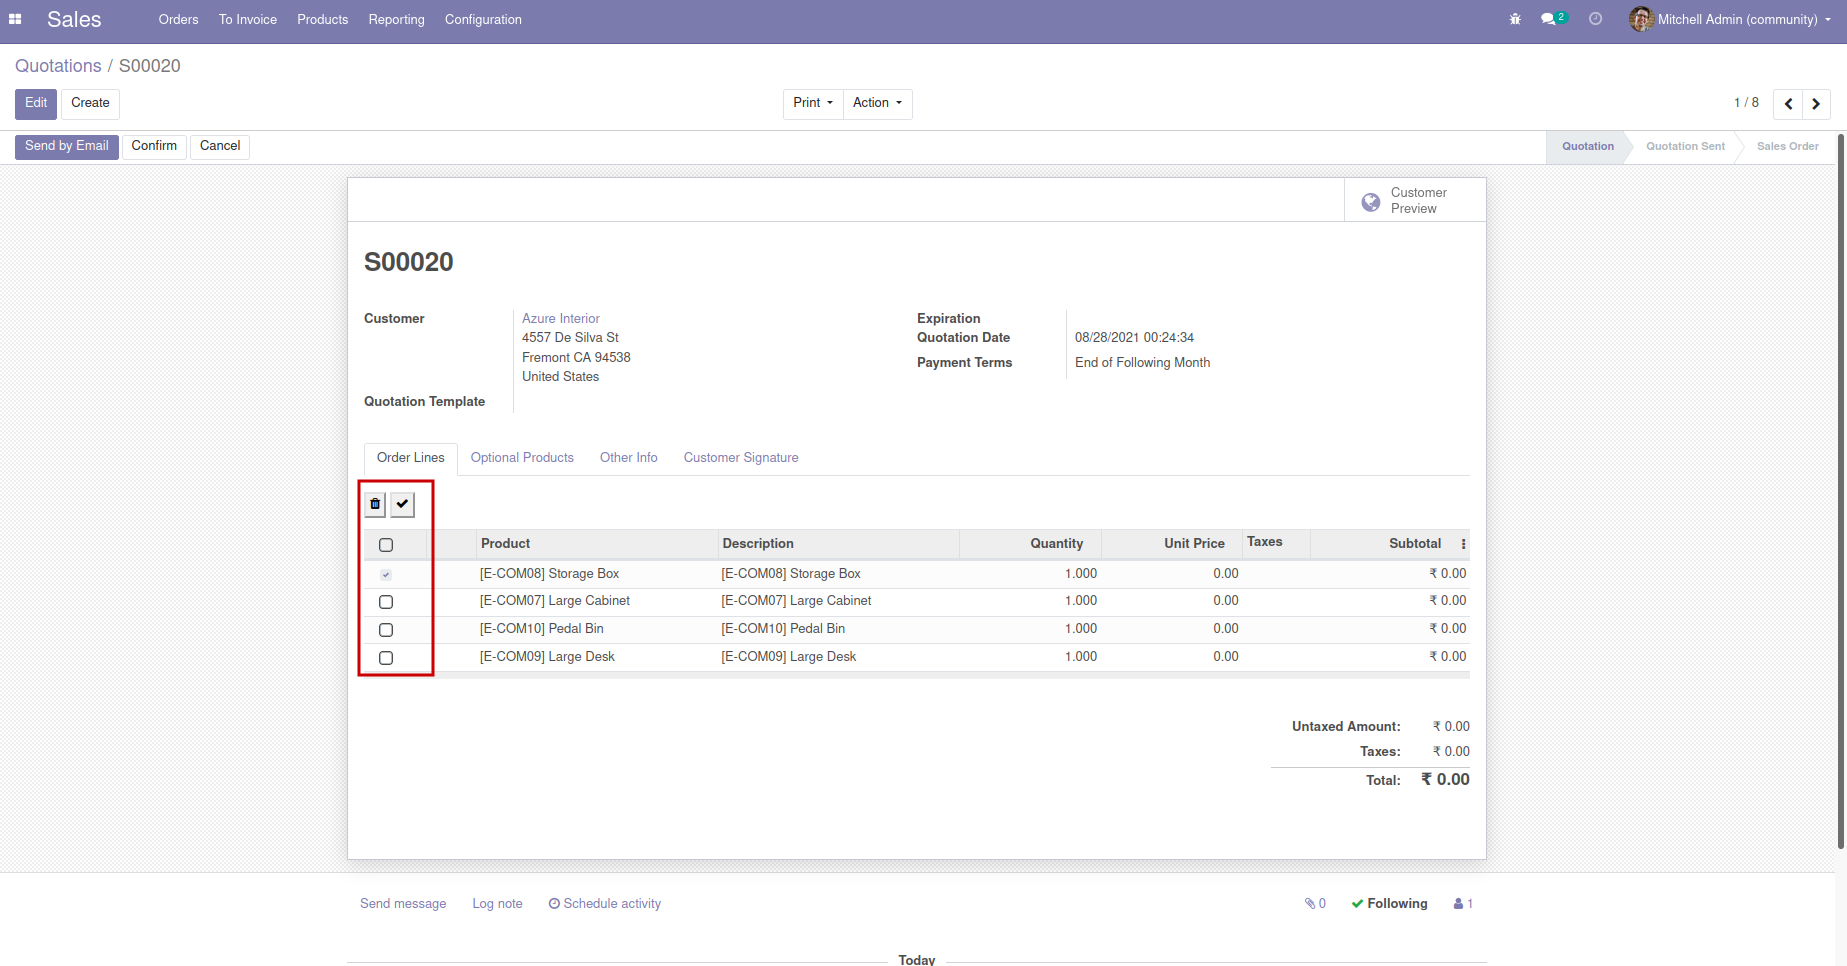 Sales Orders To Invoice Products Reporting Configuration 2 Mitchell Admin (community)
Quotations / S00020
Edit Create Print Action 1 / 8
Send by Email Confirm Cancel Quotation Quotation Sent Sales Order
Customer
Preview
S00020
Customer Azure Interior Expiration
4557 De Silva St Quotation Date 08/28/2021 00:24:34
Fremont CA 94538 Payment Terms End of Following Month
United States
Quotation Template
Order Lines Optional Products Other Info Customer Signature
Product Description Quantity Unit Price Taxes Subtotal
[E-COM08] Storage Box [E-COM08] Storage Box 1.000 0.00 ₹ 0.00
[E-COM07] Large Cabinet [E-COM07] Large Cabinet 1.000 0.00 ₹ 0.00
[E-COM10] Pedal Bin [E-COM10] Pedal Bin 1.000 0.00 ₹ 0.00
[E-COM09] Large Desk [E-COM09] Large Desk 1.000 0.00 ₹ 0.00
Untaxed Amount: ₹ 0.00
Taxes: ₹ 0.00
Total: ₹ 0.00
Send message Log note Schedule activity 0 Following 1
Today